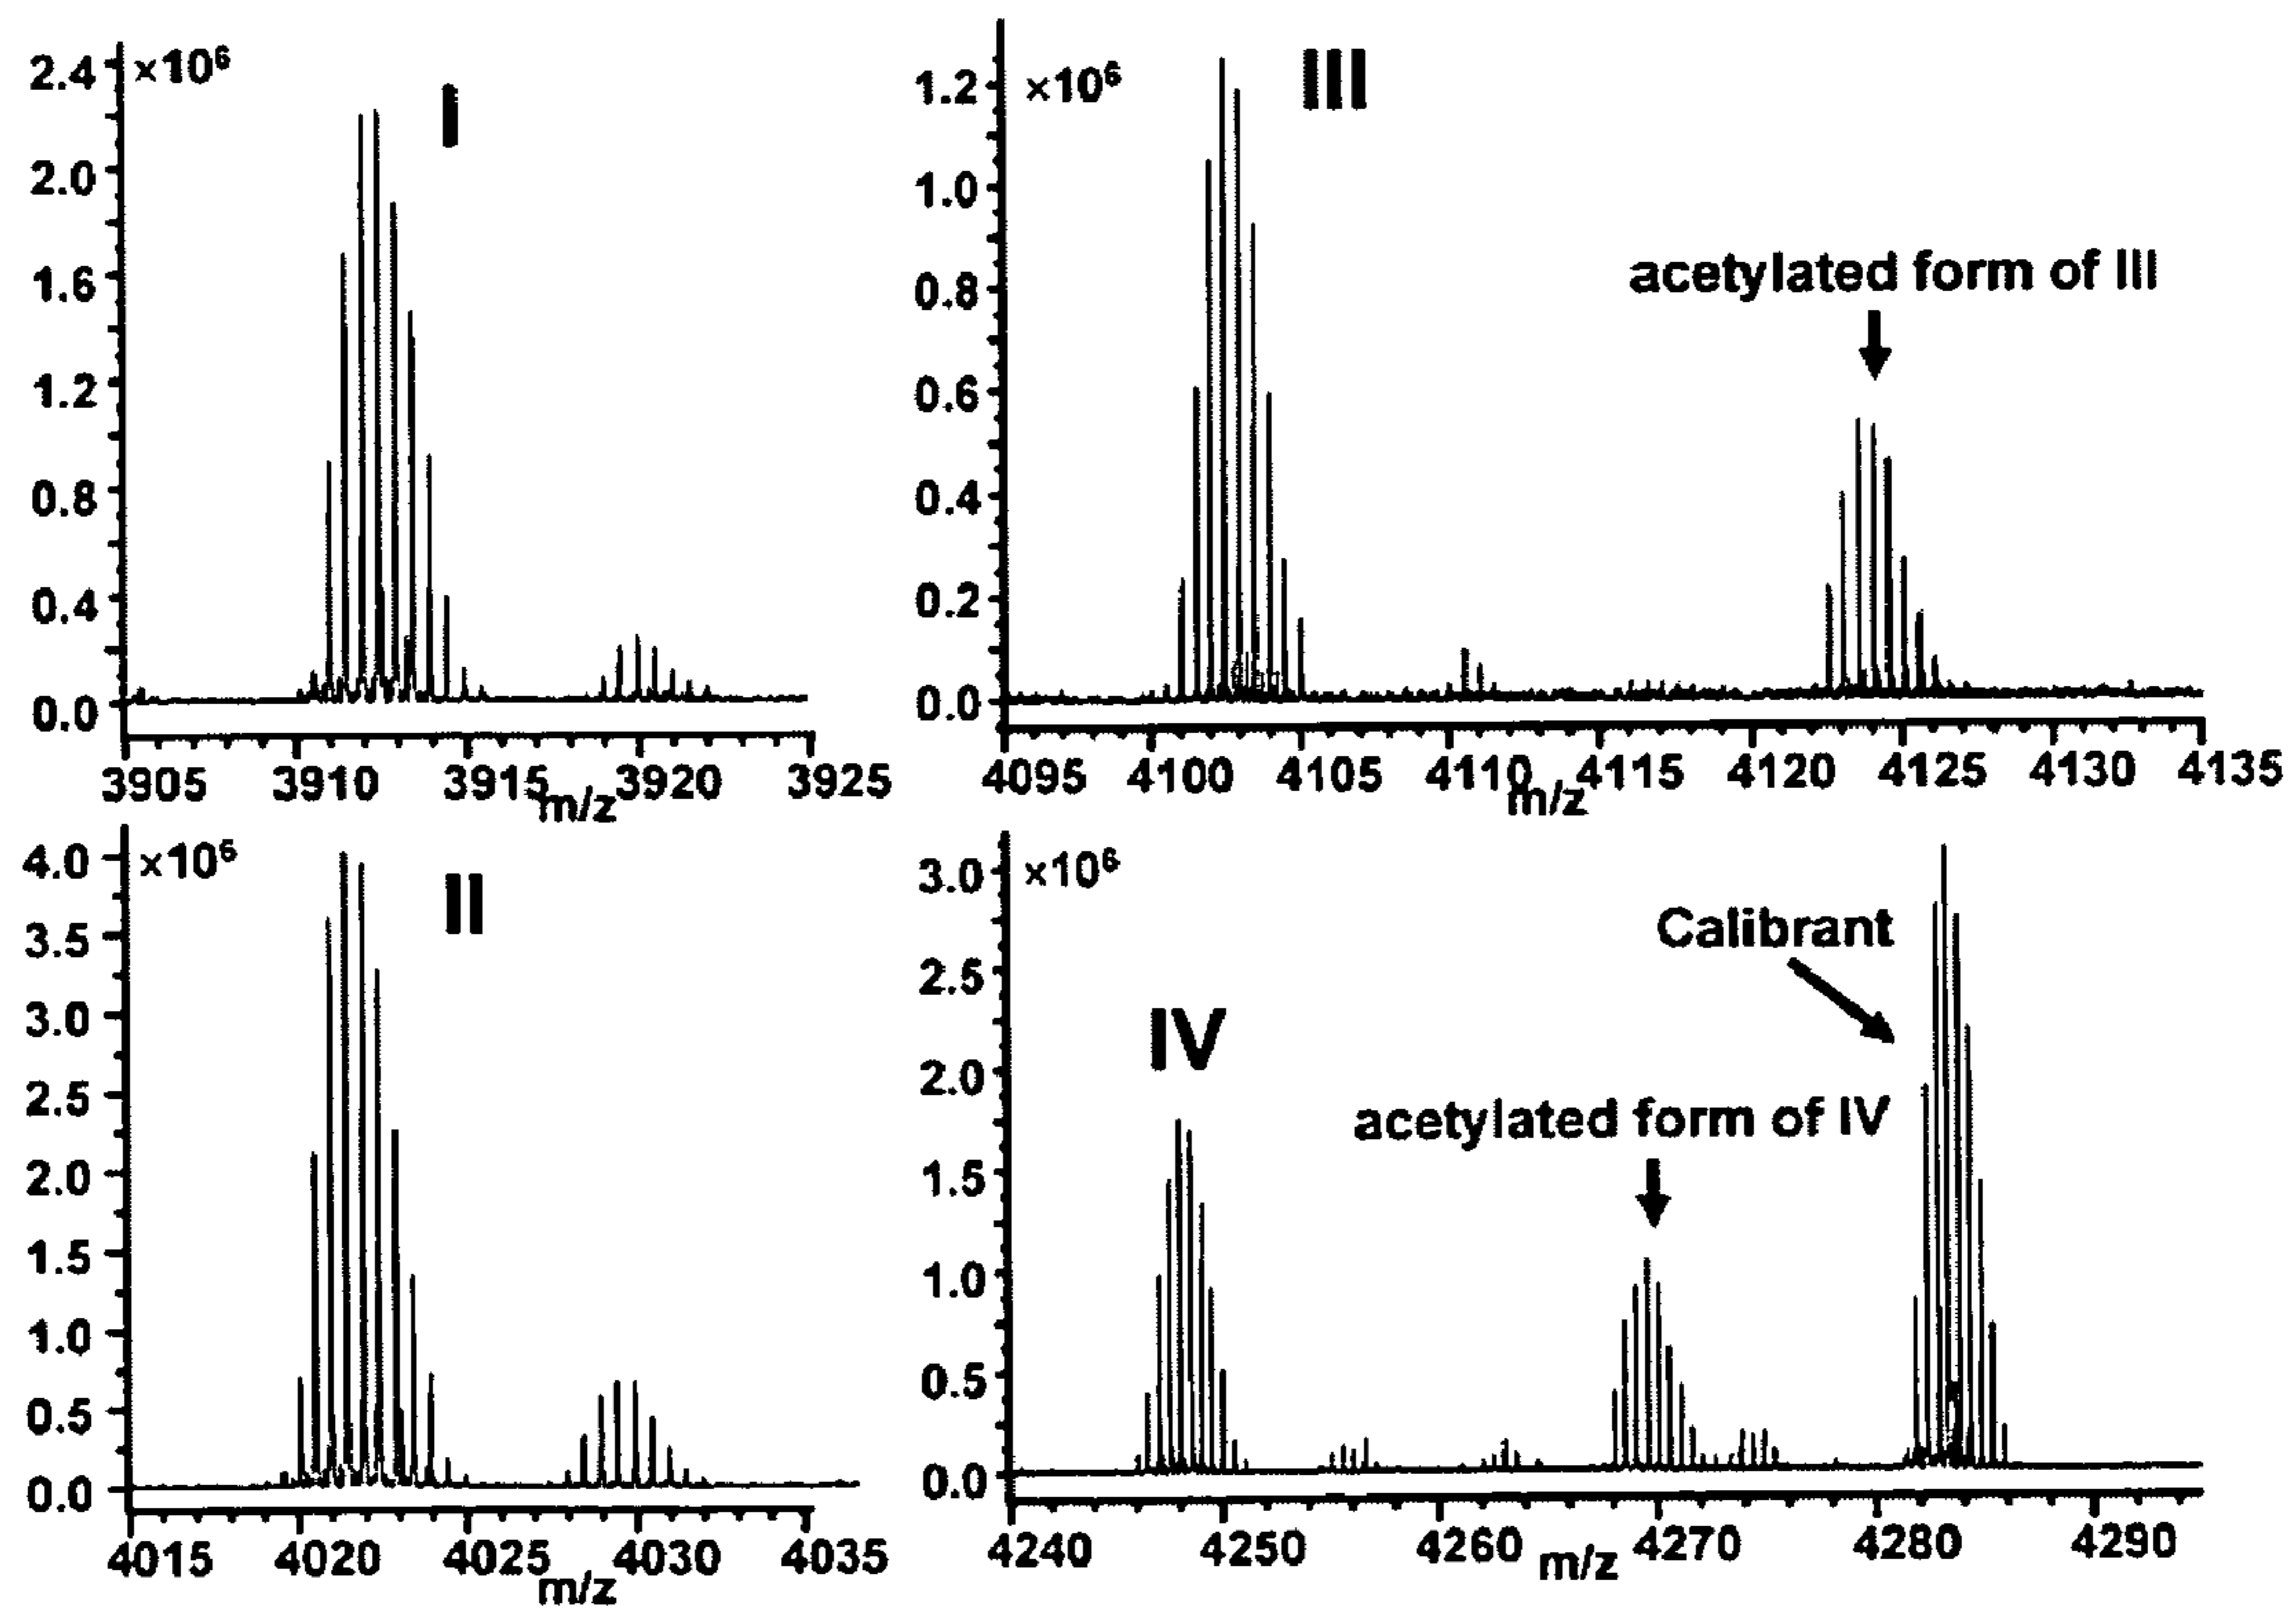 ×10⁶
I
2.4
2.0
1.6
1.2
0.8
0.4
0.0
3905 3910 3915 3920 3925
m/z
×10⁶
III
acetylated form of III
1.2
1.0
0.8
0.6
0.4
0.2
0.0
4095 4100 4105 4110 4115 4120 4125 4130 4135
m/z
×10⁶
II
4.0
3.5
3.0
2.5
2.0
1.5
1.0
0.5
0.0
4015 4020 4025 4030 4035
m/z
×10⁶
Calibrant
IV
acetylated form of IV
3.0
2.5
2.0
1.5
1.0
0.5
0.0
4240 4250 4260 4270 4280 4290
m/z